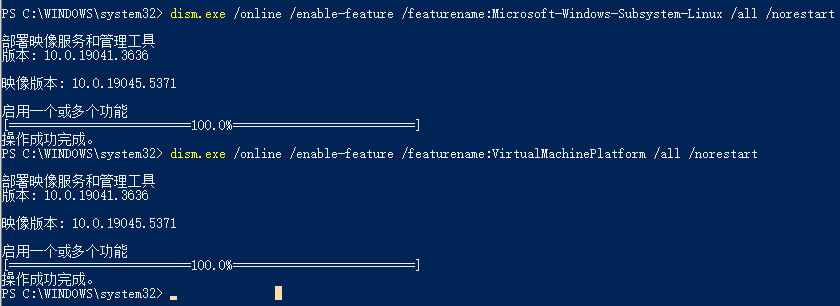 PS C:\WINDOWS\system32> dism.exe /online /enable-feature /featurename:Microsoft-Windows-Subsystem-Linux /all /norestart
部署映像服务和管理工具
版本: 10.0.19041.3636
映像版本: 10.0.19045.5371
启用一个或多个功能
[==========================100.0%==========================]
操作成功完成。
PS C:\WINDOWS\system32> dism.exe /online /enable-feature /featurename:VirtualMachinePlatform /all /norestart
部署映像服务和管理工具
版本: 10.0.19041.3636
映像版本: 10.0.19045.5371
启用一个或多个功能
[==========================100.0%==========================]
操作成功完成。
PS C:\WINDOWS\system32>